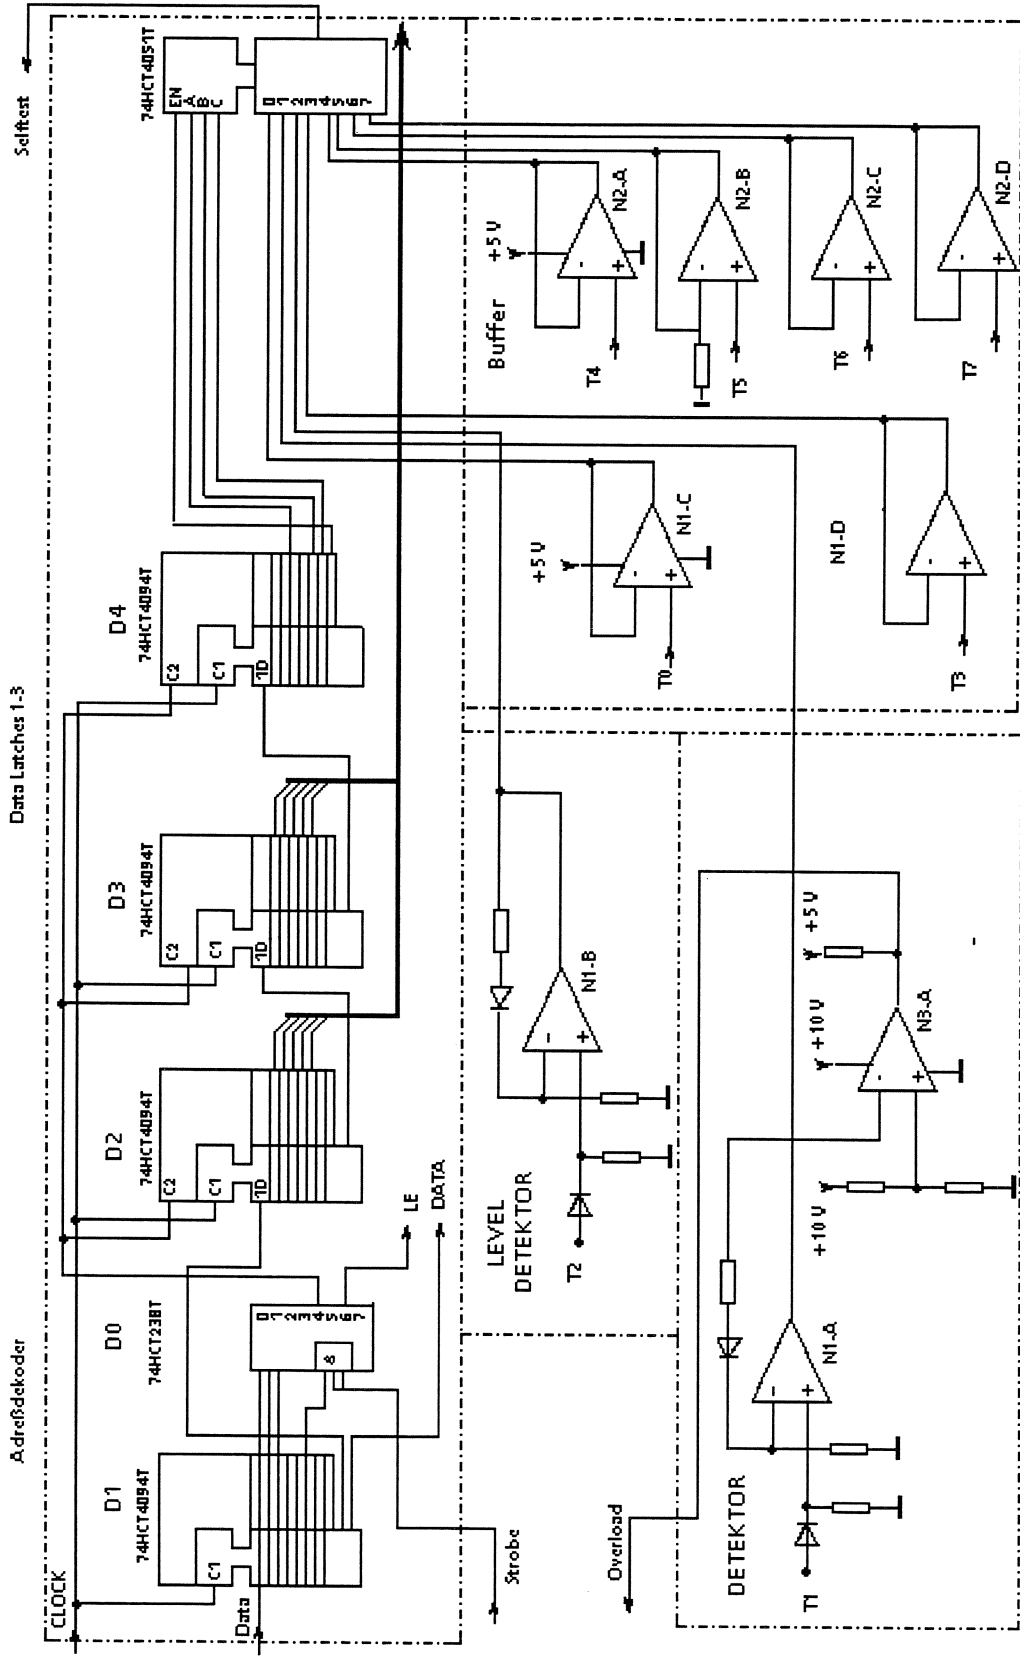 Adreßdekoder
Data Latches 1-3
Selftest
CLOCK
Data
D1
74HCT4094T
C1
D0
74HCT238T
&
0
1
2
3
4
5
6
7
Strobe
LE
DATA
D2
74HCT4094T
C2
C1
1D
D3
74HCT4094T
C2
C1
1D
D4
74HCT4094T
C2
C1
1D
74HCT4051T
EN
A
B
C
0
1
2
3
4
5
6
7
LEVEL
DETEKTOR
T2
-
+
N1-B
Overload
DETEKTOR
T1
-
+
N1-A
+10 V
+10 V
+5 V
-
+
N3-A
+5 V
-
+
N1-C
T0
N1-D
-
+
T3
Buffer
+5 V
-
+
N2-A
T4
-
+
N2-B
T5
-
+
N2-C
T6
-
+
N2-D
T7